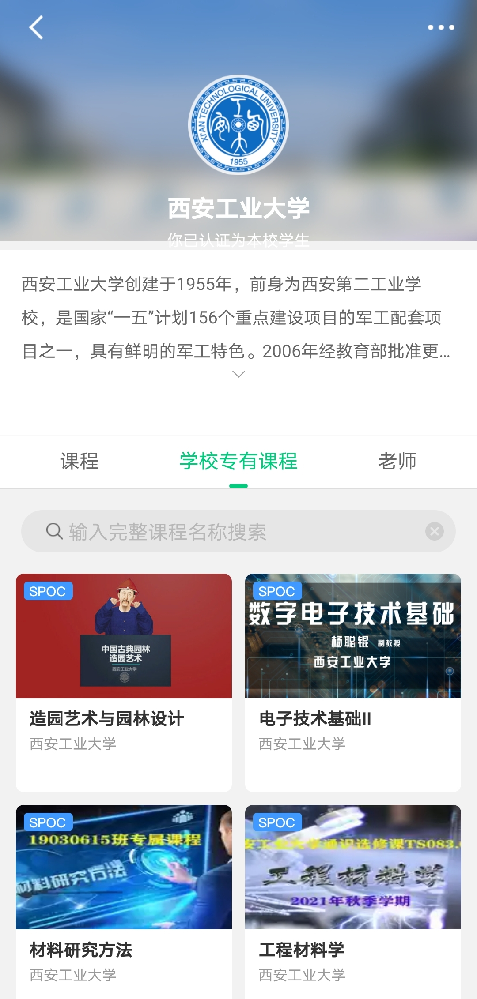 XI'AN TECHNOLOGICAL UNIVERSITY
1955
西安工业大学
你已认证为本校学生
西安工业大学创建于1955年，前身为西安第二工业学
校，是国家“一五”计划156个重点建设项目的军工配套项
目之一，具有鲜明的军工特色。2006年经教育部批准更...
课程
学校专有课程
老师
输入完整课程名称搜索
SPOC
中国古典园林
造园艺术
西安工业大学
造园艺术与园林设计
西安工业大学
SPOC
数字电子技术基础
杨聪锟 副教授
西安工业大学
电子技术基础II
西安工业大学
SPOC
19030615班专属课程
材料研究方法
材料研究方法
西安工业大学
SPOC
安工业大学通识选修课TS083.
工程材料学
2021年秋季学期
工程材料学
西安工业大学